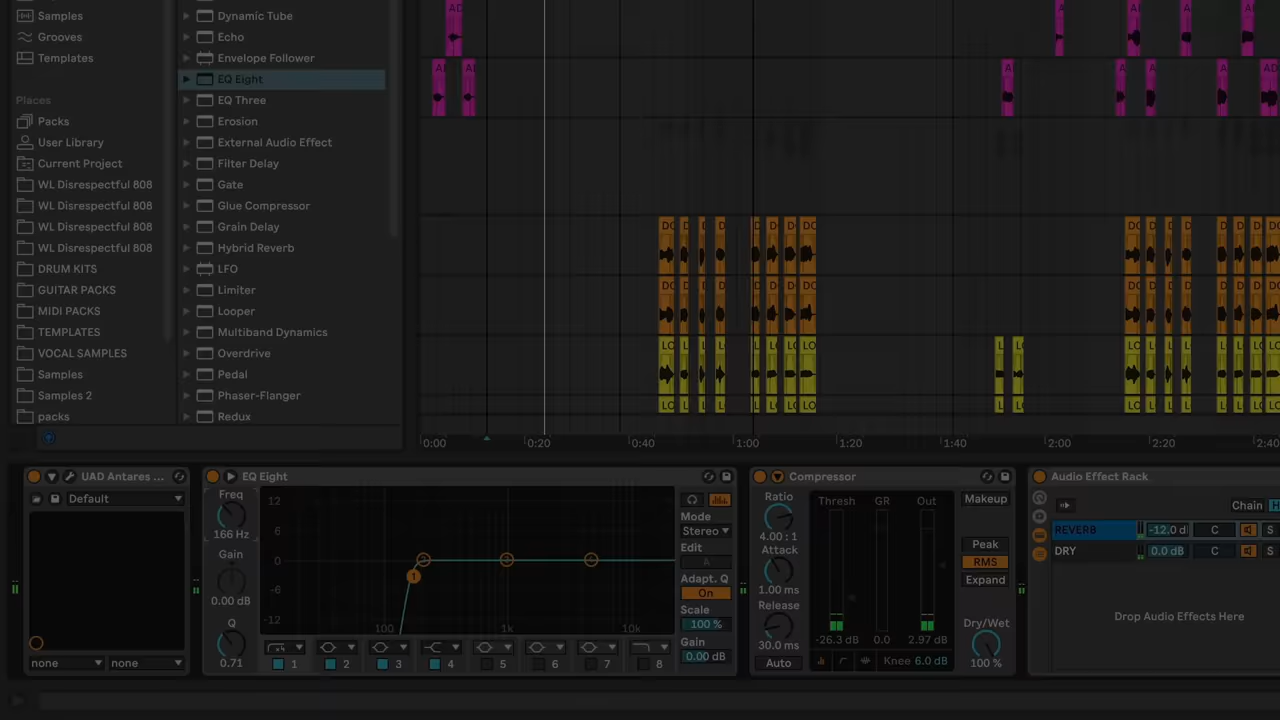 Samples
Grooves
Templates
Places
Packs
User Library
Current Project
WL Disrespectful 808
WL Disrespectful 808
WL Disrespectful 808
WL Disrespectful 808
DRUM KITS
GUITAR PACKS
MIDI PACKS
TEMPLATES
VOCAL SAMPLES
Samples
Samples 2
packs
Dynamic Tube
Echo
Envelope Follower
EQ Eight
EQ Three
Erosion
External Audio Effect
Filter Delay
Gate
Glue Compressor
Grain Delay
Hybrid Reverb
LFO
Limiter
Looper
Multiband Dynamics
Overdrive
Pedal
Phaser-Flanger
Redux
0:00 0:20 0:40 1:00 1:20 1:40 2:00 2:20 2:40
UAD Antares ...
Default
none none
EQ Eight
Freq
166 Hz
Gain
0.00 dB
Q
0.71
12
6
0
-6
-12
100 1k 10k
1 2 3 4 5 6 7 8
Mode
Stereo
Edit
A
Adapt. Q
On
Scale
100 %
Gain
0.00 dB
Compressor
Ratio
4.00 : 1
Attack
1.00 ms
Release
30.0 ms
Auto
Thresh GR Out
-26.3 dB 0.0 2.97 dB
Knee 6.0 dB
Makeup
Peak
RMS
Expand
Dry/Wet
100 %
Audio Effect Rack
Chain
REVERB -12.0 d C S
DRY 0.0 dB C S
Drop Audio Effects Here